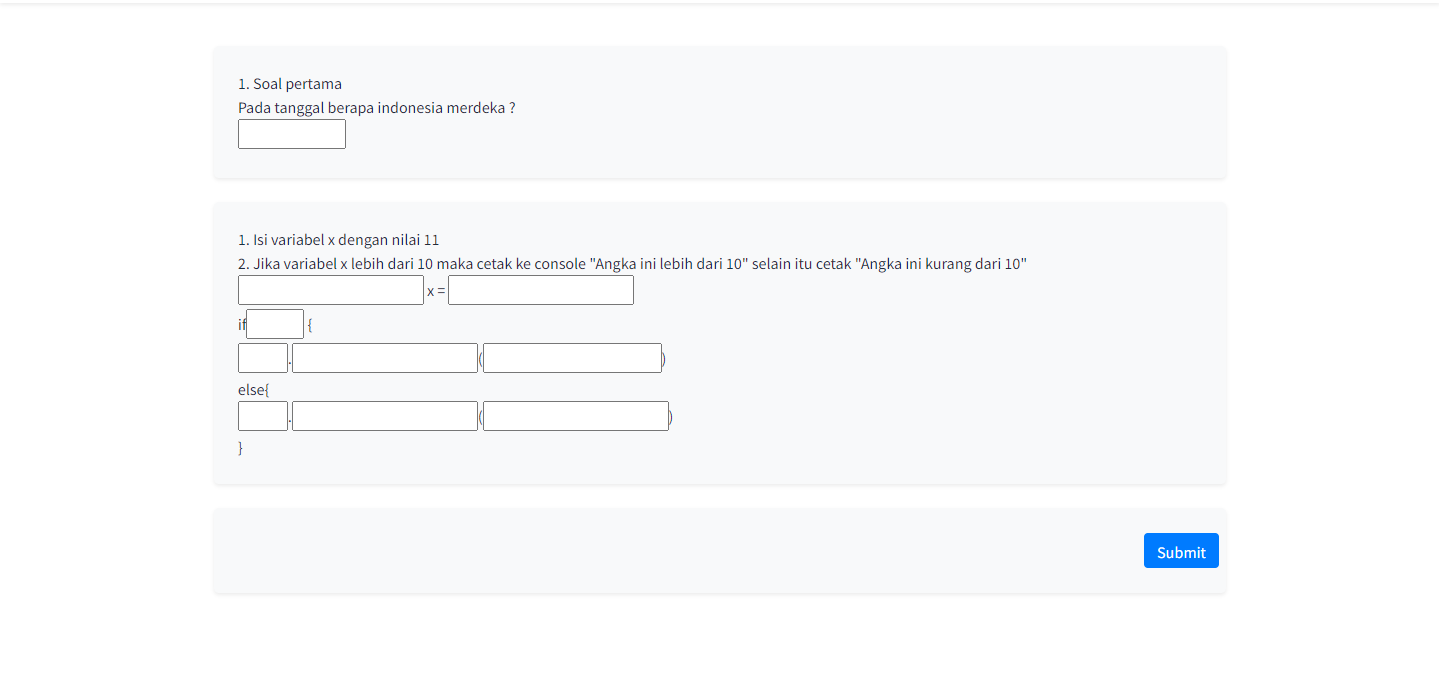 1. Soal pertama
Pada tanggal berapa indonesia merdeka ?
1. Isi variabel x dengan nilai 11
2. Jika variabel x lebih dari 10 maka cetak ke console "Angka ini lebih dari 10" selain itu cetak "Angka ini kurang dari 10"
x =
if {
. ( )
else{
. ( )
}
Submit